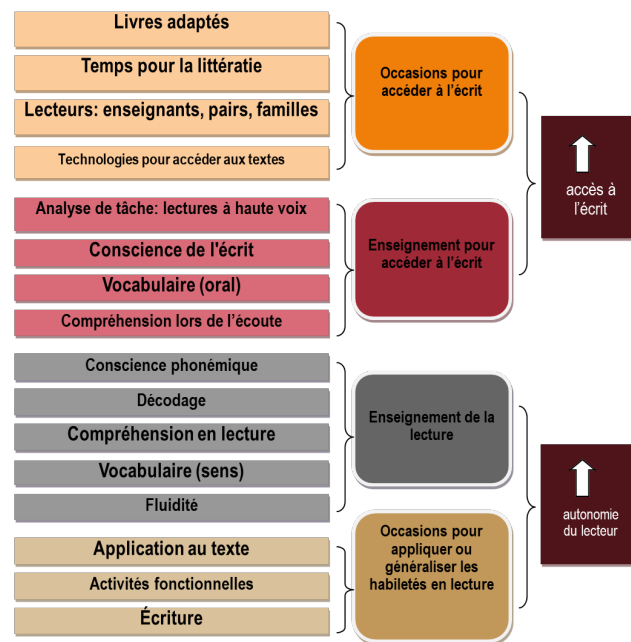 Livres adaptés
Temps pour la littératie
Lecteurs: enseignants, pairs, familles
Technologies pour accéder aux textes
Occasions pour
accéder à l'écrit
Analyse de tâche: lectures à haute voix
Conscience de l'écrit
Vocabulaire (oral)
Compréhension lors de l'écoute
Enseignement pour
accéder à l'écrit
accès à
l'écrit
Conscience phonémique
Décodage
Compréhension en lecture
Vocabulaire (sens)
Fluidité
Enseignement de la
lecture
Application au texte
Activités fonctionnelles
Écriture
Occasions pour
appliquer ou
généraliser les
habiletés en lecture
autonomie
du lecteur